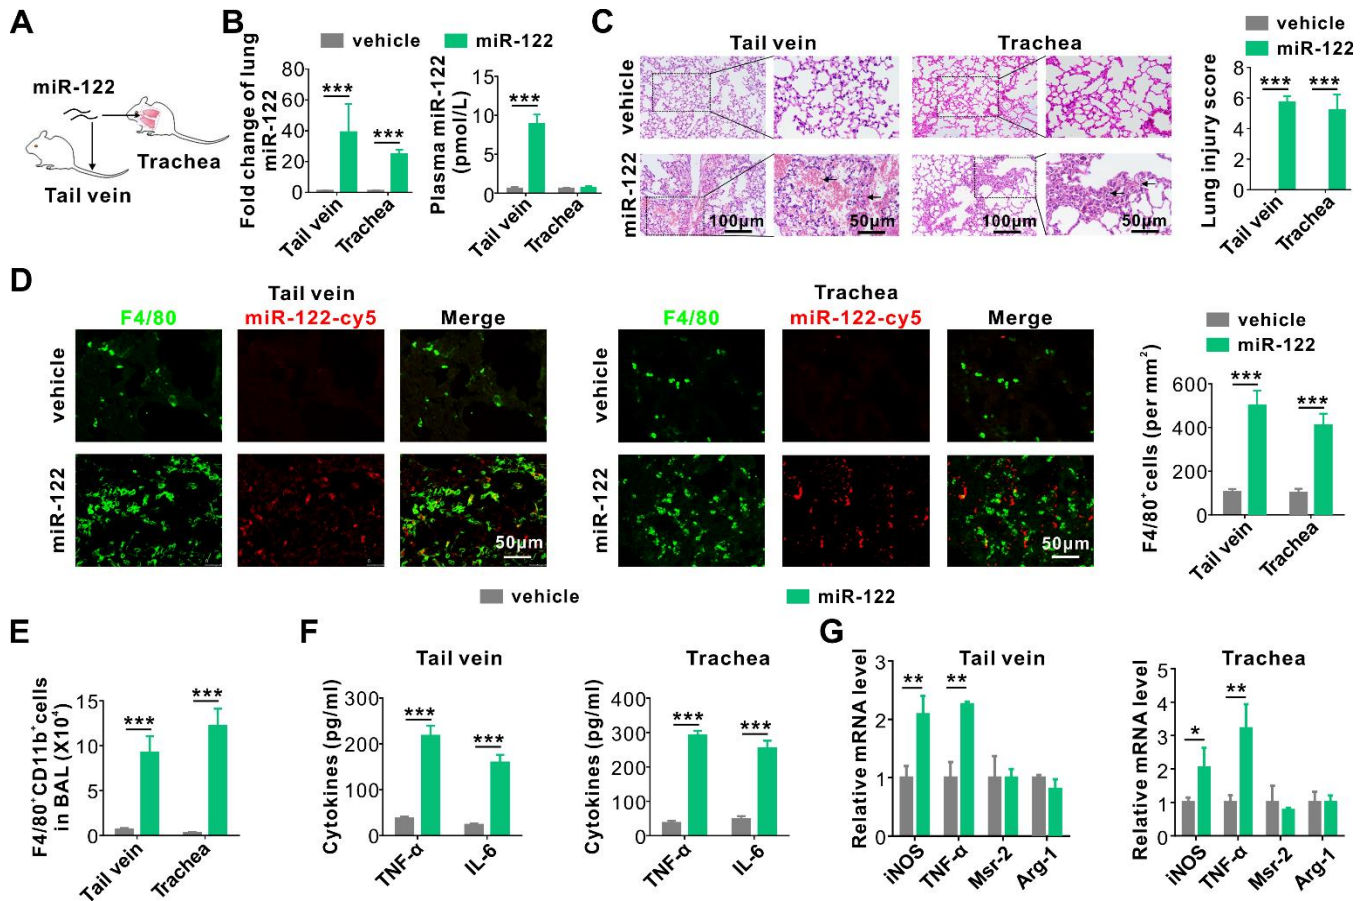 A
miR-122
Trachea
Tail vein
B
vehicle
miR-122
Fold change of lung
miR-122
80
60
40
20
0
***
***
Tail vein
Trachea
Plasma miR-122
(pmol/L)
15
10
5
0
***
Tail vein
Trachea
C
Tail vein
Trachea
vehicle
miR-122
100μm
50μm
100μm
50μm
vehicle
miR-122
Lung injury score
8
6
4
2
0
***
***
Tail vein
Trachea
D
Tail vein
F4/80
miR-122-cy5
Merge
vehicle
miR-122
50μm
Trachea
F4/80
miR-122-cy5
Merge
vehicle
miR-122
50μm
vehicle
miR-122
F4/80⁺cells (per mm²)
600
400
200
0
***
***
Tail vein
Trachea
vehicle
miR-122
E
F4/80⁺CD11b⁺cells
in BAL (X10⁴)
15
10
5
0
***
***
Tail vein
Trachea
F
Tail vein
Cytokines (pg/ml)
300
200
100
0
***
***
TNF-α
IL-6
Trachea
Cytokines (pg/ml)
400
300
200
100
0
***
***
TNF-α
IL-6
G
Tail vein
Relative mRNA level
3
2
1
0
**
**
iNOS
TNF-α
Msr-2
Arg-1
Trachea
Relative mRNA level
5
4
3
2
1
0
*
**
iNOS
TNF-α
Msr-2
Arg-1